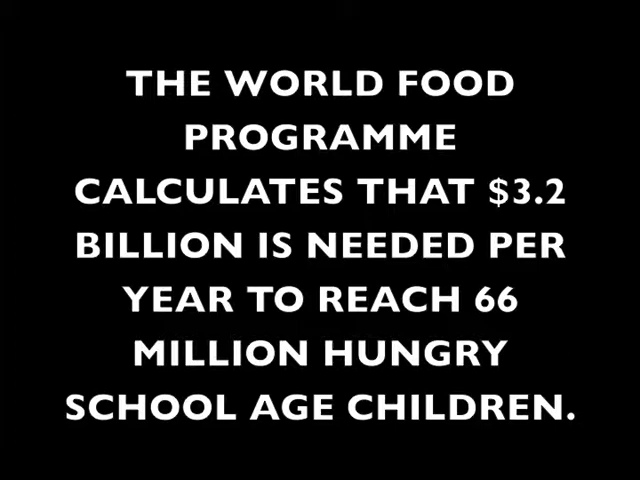 THE WORLD FOOD
PROGRAMME
CALCULATES THAT $3.2
BILLION IS NEEDED PER
YEAR TO REACH 66
MILLION HUNGRY
SCHOOL AGE CHILDREN.